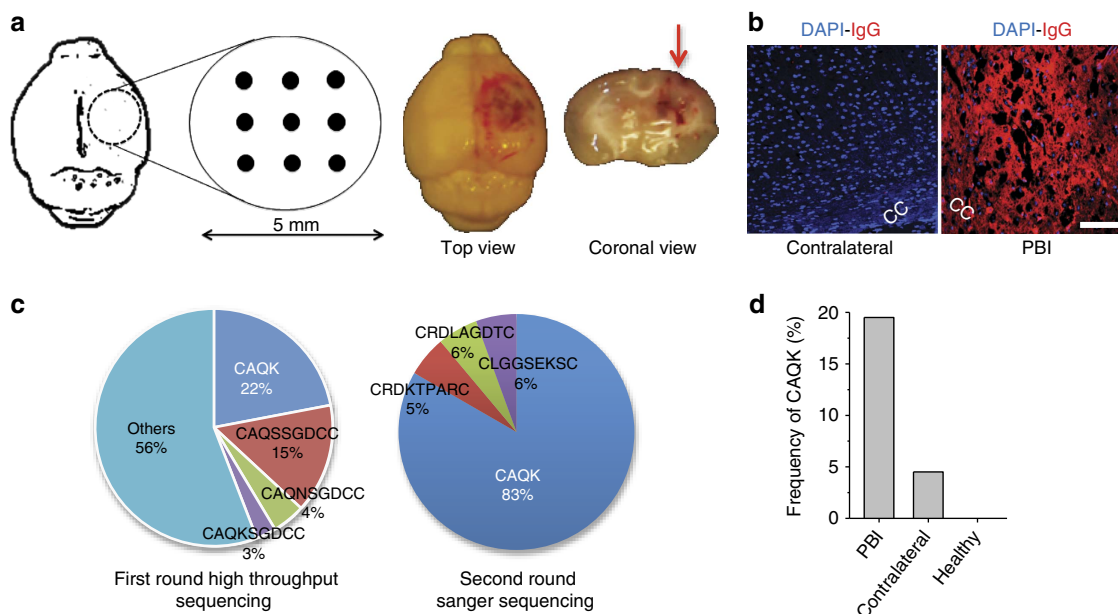 a
5 mm
Top view
Coronal view
b
DAPI-IgG
DAPI-IgG
CC
CC
Contralateral
PBI
c
CAQK
22%
Others
56%
CAQSSGDCC
15%
CAQNSGDCC
4%
CAQKSGDCC
3%
First round high throughput
sequencing
CRDLAGDTC
6%
CLGGSEKSC
6%
CRDKTPARC
5%
CAQK
83%
Second round
sanger sequencing
d
Frequency of CAQK (%)
20
15
10
5
0
PBI
Contralateral
Healthy